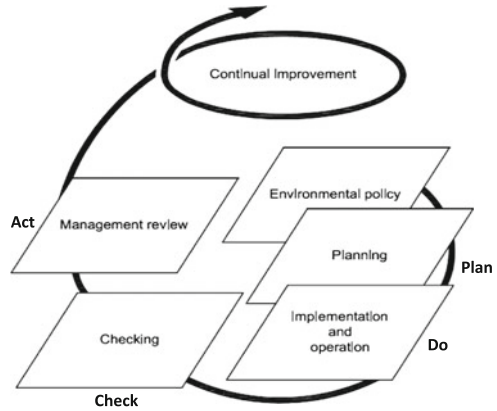 Continual Improvement
Environmental policy
Act
Management review
Planning
Plan
Implementation
and
operation
Do
Checking
Check